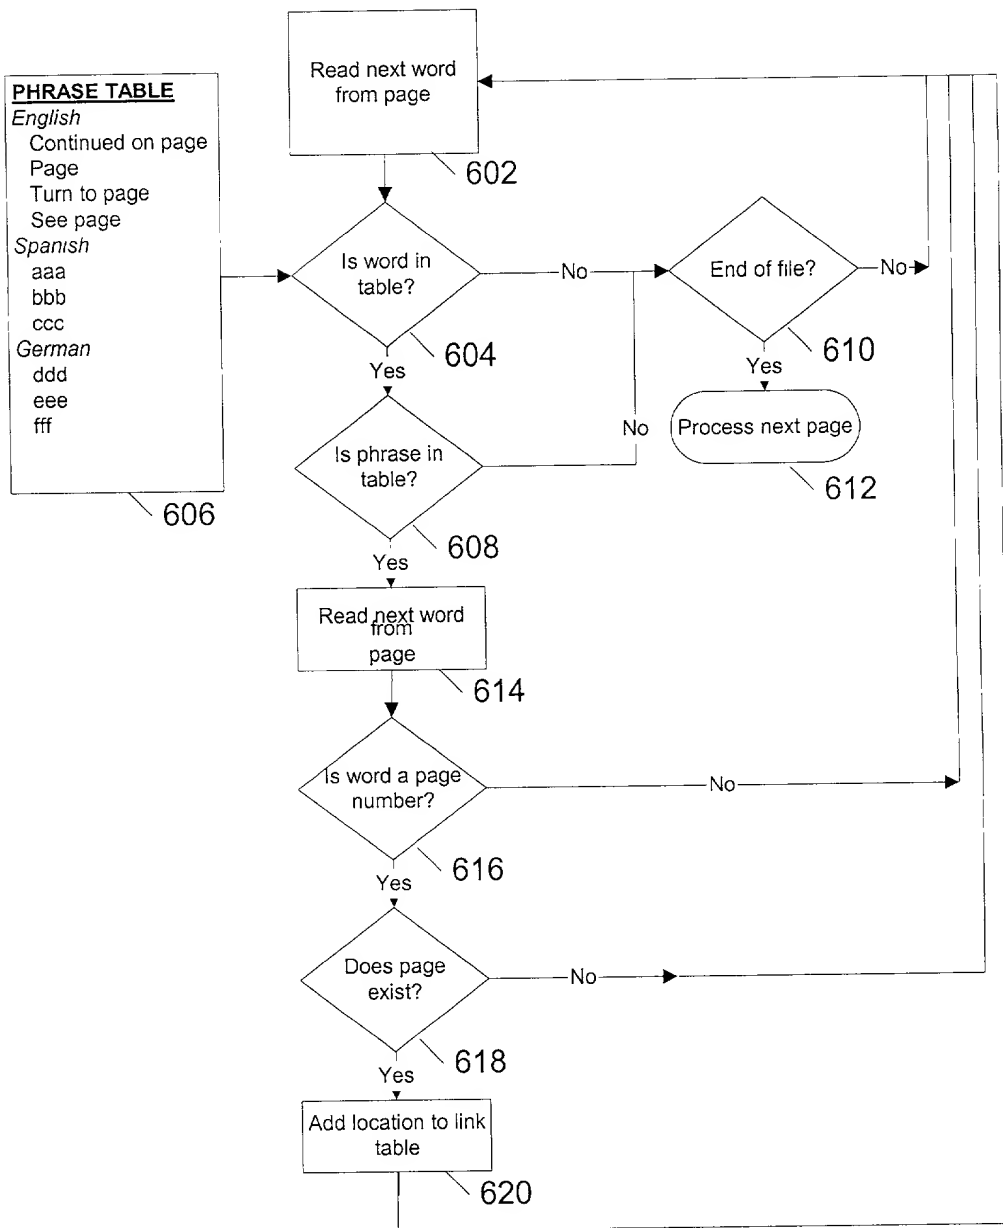 Read next word
from page
602
PHRASE TABLE
English
Continued on page
Page
Turn to page
See page
Spanish
aaa
bbb
ccc
German
ddd
eee
fff
606
Is word in
table?
604
No
End of file?
610
No
Yes
Process next page
612
Yes
Is phrase in
table?
608
No
Yes
Read next word
from
page
614
Is word a page
number?
616
No
Yes
Does page
exist?
618
No
Yes
Add location to link
table
620